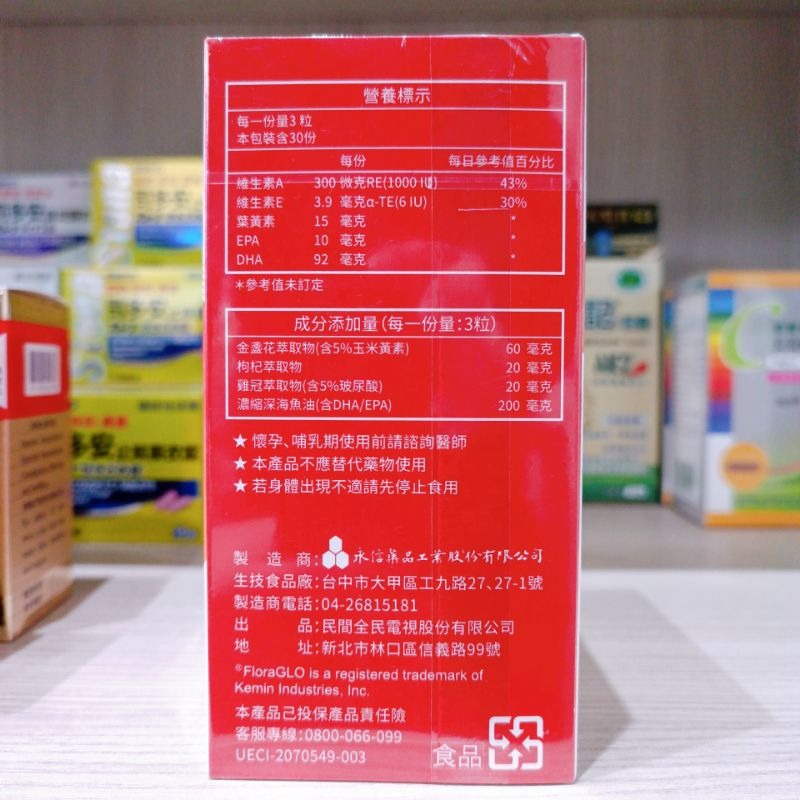 營養標示
每一份量3粒
本包裝含30份
每份 每日參考值百分比
維生素A 300 微克RE(1000 IU) 43%
維生素E 3.9 毫克α-TE(6 IU) 30%
葉黃素 15 毫克 *
EPA 10 毫克 *
DHA 92 毫克 *
*參考值未訂定
成分添加量(每一份量:3粒)
金盞花萃取物(含5%玉米黃素) 60 毫克
枸杞萃取物 20 毫克
雞冠萃取物(含5%玻尿酸) 20 毫克
濃縮深海魚油(含DHA/EPA) 200 毫克
★ 懷孕、哺乳期使用前請諮詢醫師
★ 本產品不應替代藥物使用
★ 若身體出現不適請先停止食用
製造商:永信藥品工業股份有限公司
生技食品廠:台中市大甲區工九路27、27-1號
製造商電話:04-26815181
出品:民間全民電視股份有限公司
地址:新北市林口區信義路99號
®FloraGLO is a registered trademark of
Kemin Industries, Inc.
本產品己投保產品責任險
客服專線:0800-066-099
UECI-2070549-003
食品